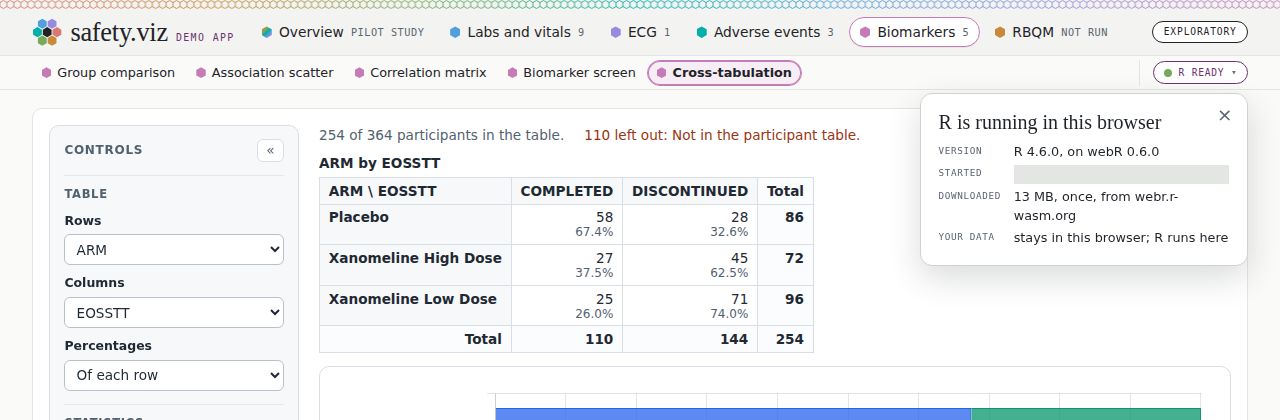 safety.viz DEMO APP
Overview PILOT STUDY
Labs and vitals 9
ECG 1
Adverse events 3
Biomarkers 5
RBQM NOT RUN
EXPLORATORY
Group comparison
Association scatter
Correlation matrix
Biomarker screen
Cross-tabulation
R READY ▾
CONTROLS «
TABLE
Rows
ARM
Columns
EOSSTT
Percentages
Of each row
254 of 364 participants in the table. 110 left out: Not in the participant table.
ARM by EOSSTT
ARM \ EOSSTT COMPLETED DISCONTINUED Total
Placebo 58 28 86
67.4% 32.6%
Xanomeline High Dose 27 45 72
37.5% 62.5%
Xanomeline Low Dose 25 71 96
26.0% 74.0%
Total 110 144 254
R is running in this browser ✕
VERSION R 4.6.0, on webR 0.6.0
STARTED
DOWNLOADED 13 MB, once, from webr.r-
wasm.org
YOUR DATA stays in this browser; R runs here